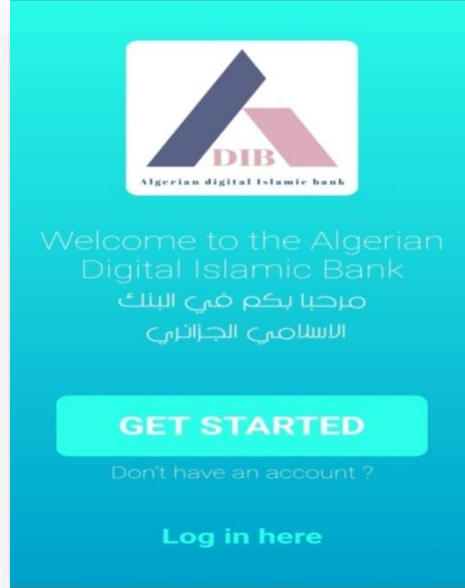 DIB
Algerian digital Islamic bank
Welcome to the Algerian
Digital Islamic Bank
مرحبا بكم في البنك
الاسلامي الجزائري
GET STARTED
Don't have an account ?
Log in here